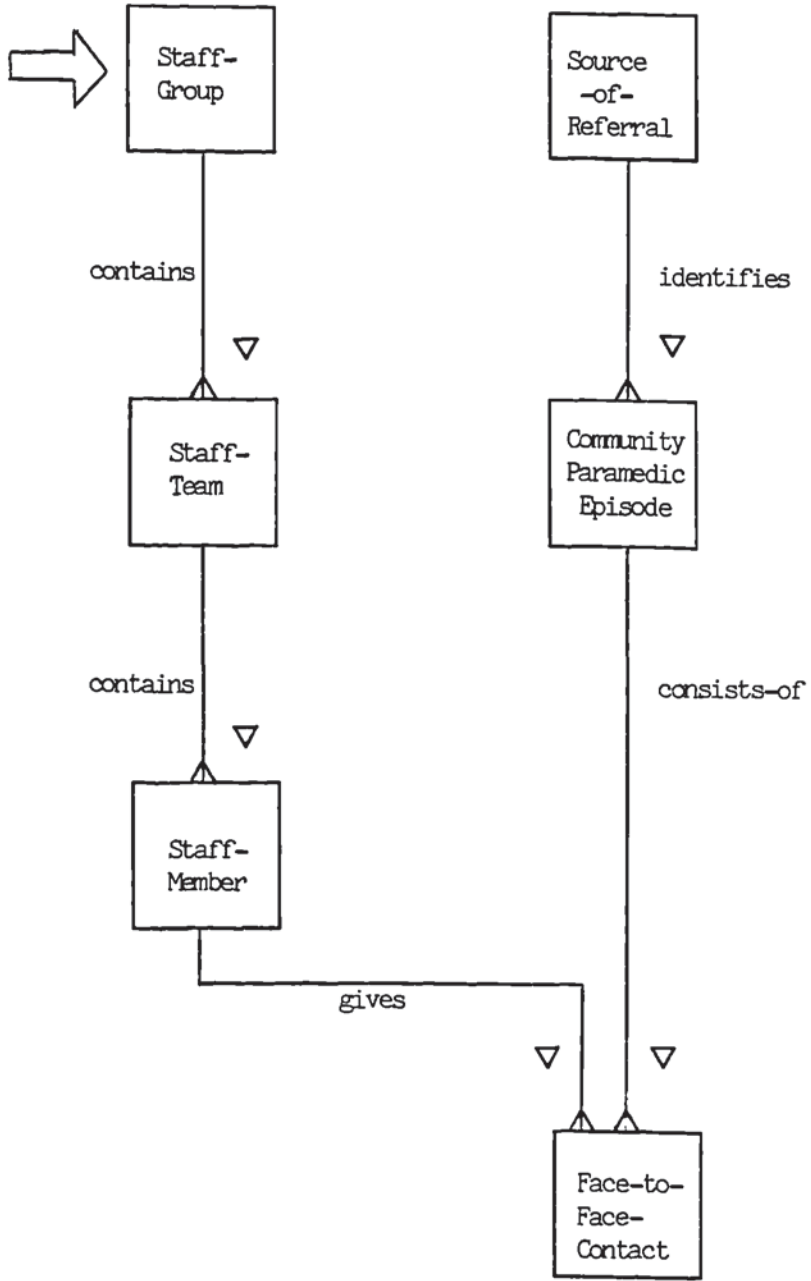 Staff-
Group
Source
-of-
Referral
contains
identifies
Staff-
Team
Community
Paramedic
Episode
contains
consists-of
Staff-
Member
gives
Face-to-
Face-
Contact